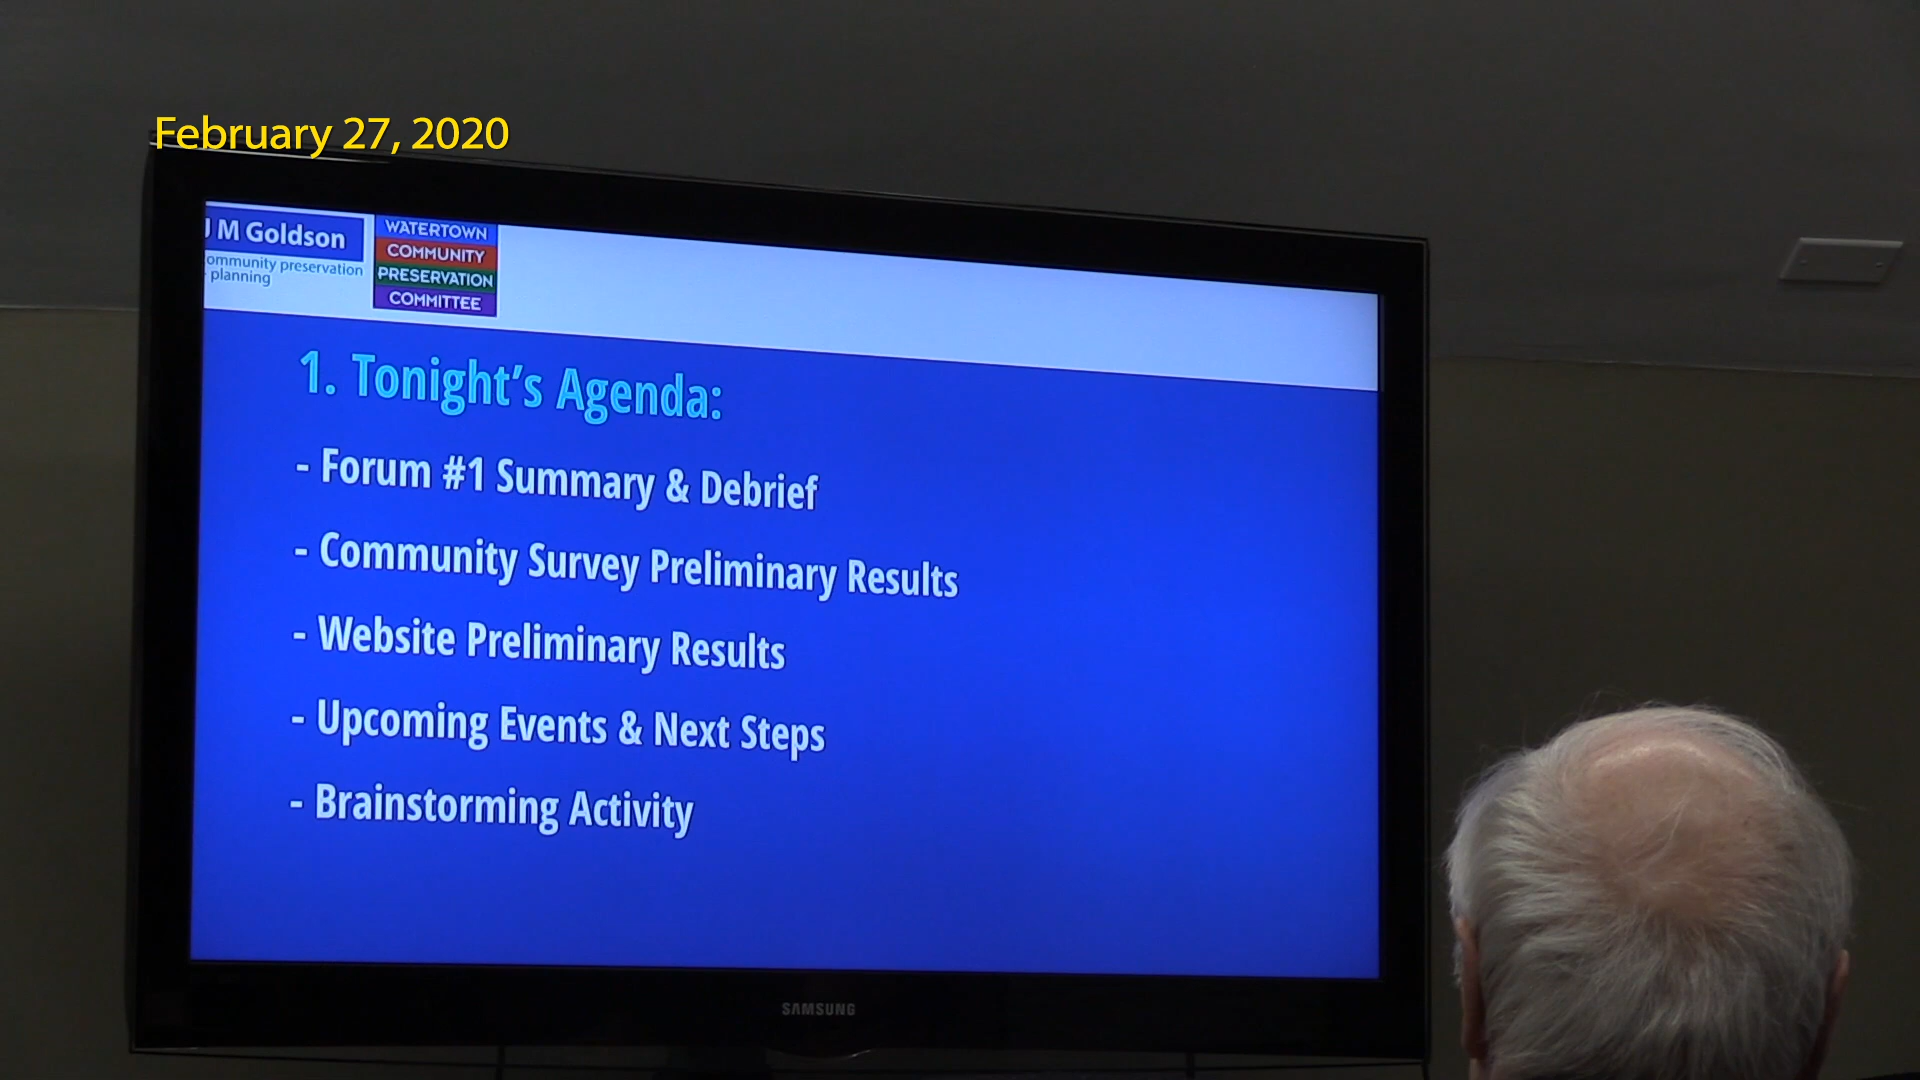 February 27, 2020
J M Goldson
ommunity preservation
planning
WATERTOWN
COMMUNITY
PRESERVATION
COMMITTEE
1. Tonight's Agenda:
- Forum #1 Summary & Debrief
- Community Survey Preliminary Results
- Website Preliminary Results
- Upcoming Events & Next Steps
- Brainstorming Activity
SAMSUNG